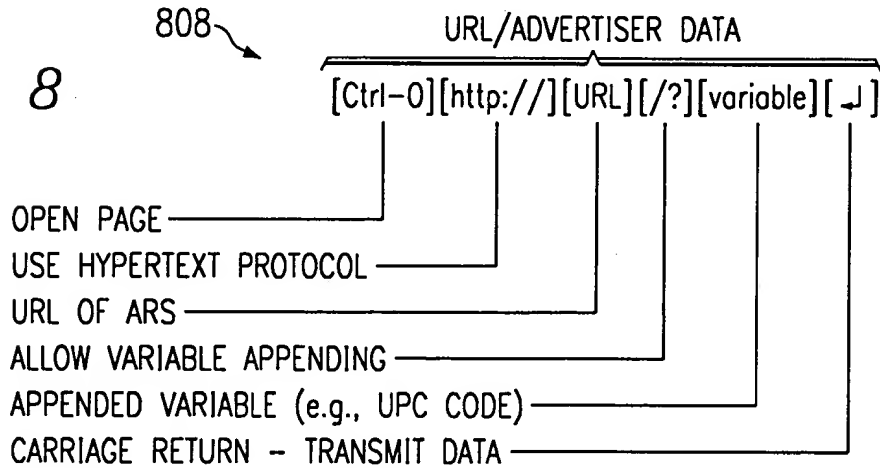 808
URL/ADVERTISER DATA
8
[Ctrl-O][http://][URL][/?][variable][↵]
OPEN PAGE
USE HYPERTEXT PROTOCOL
URL OF ARS
ALLOW VARIABLE APPENDING
APPENDED VARIABLE (e.g., UPC CODE)
CARRIAGE RETURN - TRANSMIT DATA